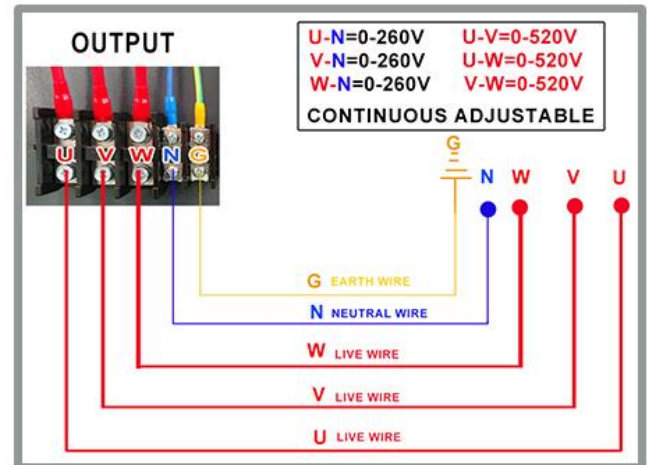 OUTPUT
U-N=0-260V U-V=0-520V
V-N=0-260V U-W=0-520V
W-N=0-260V V-W=0-520V
CONTINUOUS ADJUSTABLE
U V W N G
G
N W V U
G EARTH WIRE
N NEUTRAL WIRE
W LIVE WIRE
V LIVE WIRE
U LIVE WIRE